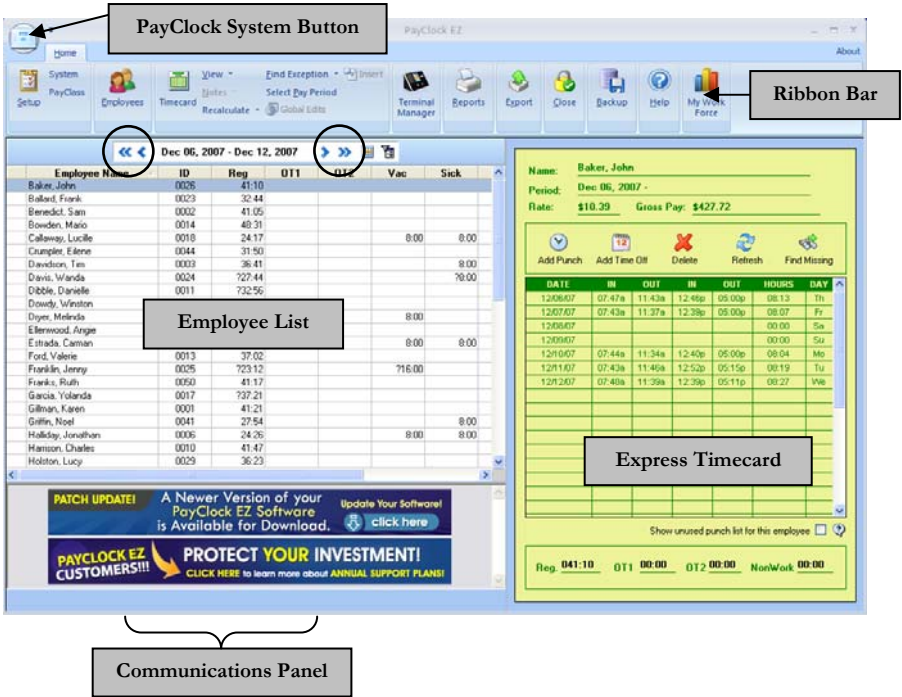 PayClock System Button
PayClock EZ
Home
About
Setup
System
PayClass
Employees
Timecard
View
Notes
Recalculate
Find Exception
Insert
Select Pay Period
Global Edits
Terminal Manager
Reports
Export
Close
Backup
Help
My Work Force
Ribbon Bar
Dec 06, 2007 - Dec 12, 2007
Employee Name ID Reg OT1 OT2 Vac Sick
Baker, John 0026 41:10
Ballard, Frank 0023 32:44
Benedict, Sam 0002 41:05
Bowden, Mario 0014 48:31
Callaway, Lucille 0018 24:17 8:00 8:00
Crumpler, Eilene 0044 31:50
Davidson, Tim 0003 36:41 8:00
Davis, Wanda 0024 ?27:44 ?8:00
Dibble, Danielle 0011 ?32:56
Dowdy, Winston
Dyer, Melinda 8:00
Ellenwood, Angie
Estrada, Carman 8:00 8:00
Ford, Valerie 0013 37:02
Franklin, Jenny 0025 ?23:12 ?16:00
Franks, Ruth 0050 41:17
Garcia, Yolanda 0017 ?37:21
Gillman, Karen 0001 41:21
Griffin, Noel 0041 27:54 8:00
Holliday, Jonathan 0006 24:26 8:00 8:00
Harrison, Charles 0010 41:47
Holston, Lucy 0029 36:23
Employee List
PATCH UPDATE!
A Newer Version of your
PayClock EZ Software
is Available for Download.
Update Your Software!
click here
PAYCLOCK EZ
CUSTOMERS!!!
PROTECT YOUR INVESTMENT!
CLICK HERE to learn more about ANNUAL SUPPORT PLANS!
Communications Panel
Name: Baker, John
Period: Dec 06, 2007 -
Rate: $10.39 Gross Pay: $427.72
12
Add Punch Add Time Off Delete Refresh Find Missing
DATE IN OUT IN OUT HOURS DAY
12/06/07 07:47a 11:43a 12:46p 05:00p 08:13 Th
12/07/07 07:43a 11:37a 12:39p 05:00p 08:07 Fr
12/08/07 00:00 Sa
12/09/07 00:00 Su
12/10/07 07:44a 11:34a 12:40p 05:00p 08:04 Mo
12/11/07 07:43a 11:46a 12:52p 05:15p 08:19 Tu
12/12/07 07:48a 11:39a 12:39p 05:11p 08:27 We
Express Timecard
Show unused punch list for this employee
Reg. 041:10 OT1 00:00 OT2 00:00 NonWork 00:00